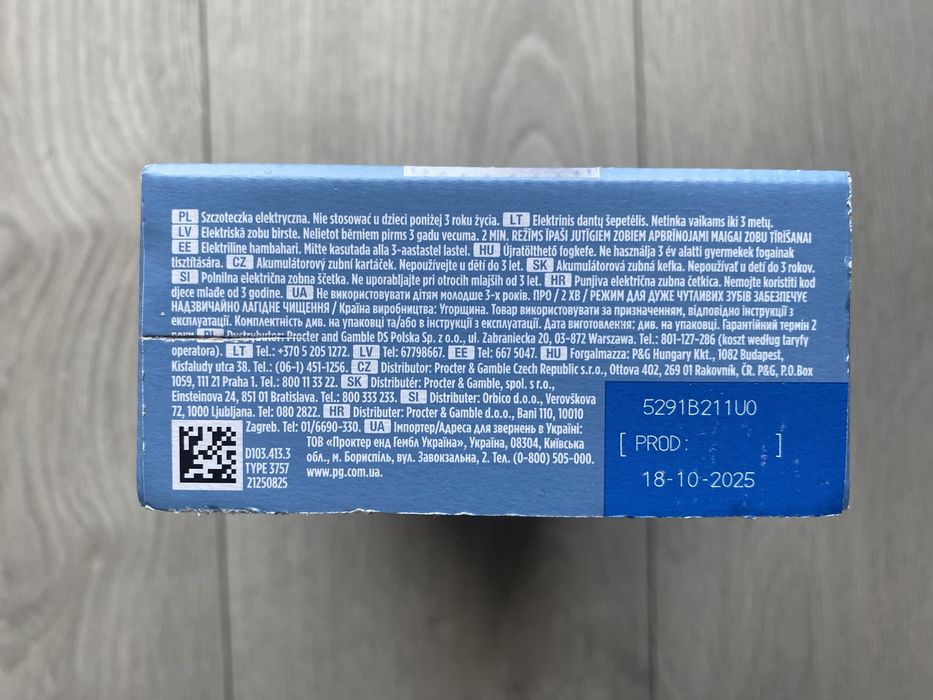 PL Szczoteczka elektryczna. Nie stosować u dzieci poniżej 3 roku życia. LT Elektrinis dantų šepetėlis. Netinka vaikams iki 3 metų.
LV Elektriskā zobu birste. Nelietot bērniem pirms 3 gadu vecuma. 2 MIN. REŽĪMS ĪPAŠI JUTĪGIEM ZOBIEM APBRĪNOJAMI MAIGAI ZOBU TĪRĪŠANAI
EE Elektriline hambahari. Mitte kasutada alla 3-aastastel lastel. HU Újratölthető fogkefe. Ne használja 3 év alatti gyermekek fogainak
tisztítására. CZ Akumulátorový zubní kartáček. Nepoužívejte u dětí do 3 let. SK Akumulátorová zubná kefka. Nepoužívať u detí do 3 rokov.
SI Polnilna električna zobna ščetka. Ne uporabljajte pri otrocih mlajših od 3 let. HR Punjiva električna zubna četkica. Nemojte koristiti kod
djece mlađe od 3 godine. UA Не використовувати дітям молодше 3-х років. ПРО / 2 ХВ / РЕЖИМ ДЛЯ ДУЖЕ ЧУТЛИВИХ ЗУБІВ ЗАБЕЗПЕЧУЄ
НАДЗВИЧАЙНО ЛАГІДНЕ ЧИЩЕННЯ / Країна виробництва: Угорщина. Товар використовувати за призначенням, відповідно інструкції з
експлуатації. Комплектність див. на упаковці та/або в інструкції з експлуатації. Дата виготовлення: див. на упаковці. Гарантійний термін 2
роки PL Dystrybutor: Procter and Gamble DS Polska Sp. z o.o., ul. Zabraniecka 20, 03-872 Warszawa. Tel.: 801-127-286 (koszt według taryfy
operatora). LT Tel.: +370 5 205 1272. LV Tel: 67798667. EE Tel: 667 5047. HU Forgalmazza: P&G Hungary Kkt., 1082 Budapest,
Kisfaludy utca 38. Tel.: (06-1) 451-1256. CZ Distributor: Procter & Gamble Czech Republic s.r.o., Ottova 402, 269 01 Rakovník, ČR. P&G, P.O.Box
1059, 111 21 Praha 1. Tel.: 800 11 33 22. SK Distributér: Procter & Gamble, spol. s r.o.,
Einsteinova 24, 851 01 Bratislava. Tel.: 800 333 233. SI Distributer: Orbico d.o.o., Verovškova
72, 1000 Ljubljana. Tel: 080 2822. HR Distributer: Procter & Gamble d.o.o., Bani 110, 10010
Zagreb. Tel: 01/6690-330. UA Імпортер/Адреса для звернень в Україні:
ТОВ «Проктер енд Гембл Україна», Україна, 08304, Київська
обл., м. Бориспіль, вул. Завокзальна, 2. Тел. (0-800) 505-000.
www.pg.com.ua.
D103.413.3
TYPE 3757
21250825
5291B211U0
[ PROD: ]
18-10-2025